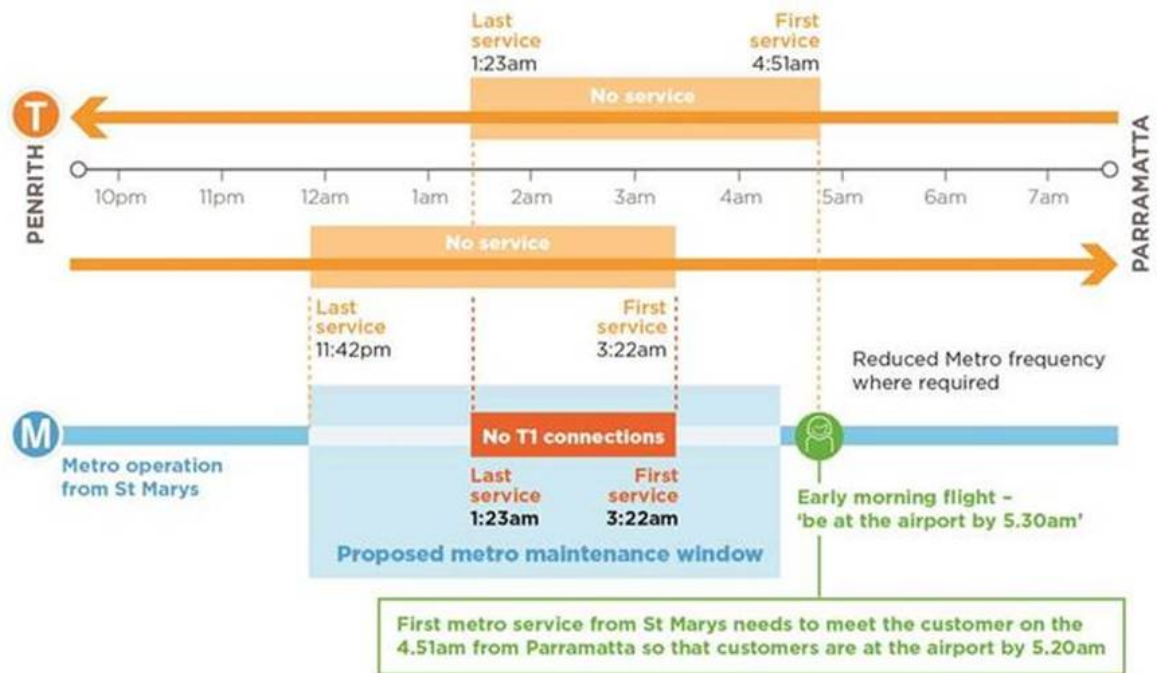 Last
service
1:23am
First
service
4:51am
No service
T
PENRITH
PARRAMATTA
10pm 11pm 12am 1am 2am 3am 4am 5am 6am 7am
No service
Last
service
11:42pm
First
service
3:22am
Reduced Metro frequency
where required
M
No T1 connections
Metro operation
from St Marys
Last
service
1:23am
First
service
3:22am
Early morning flight –
‘be at the airport by 5.30am’
Proposed metro maintenance window
First metro service from St Marys needs to meet the customer on the
4.51am from Parramatta so that customers are at the airport by 5.20am